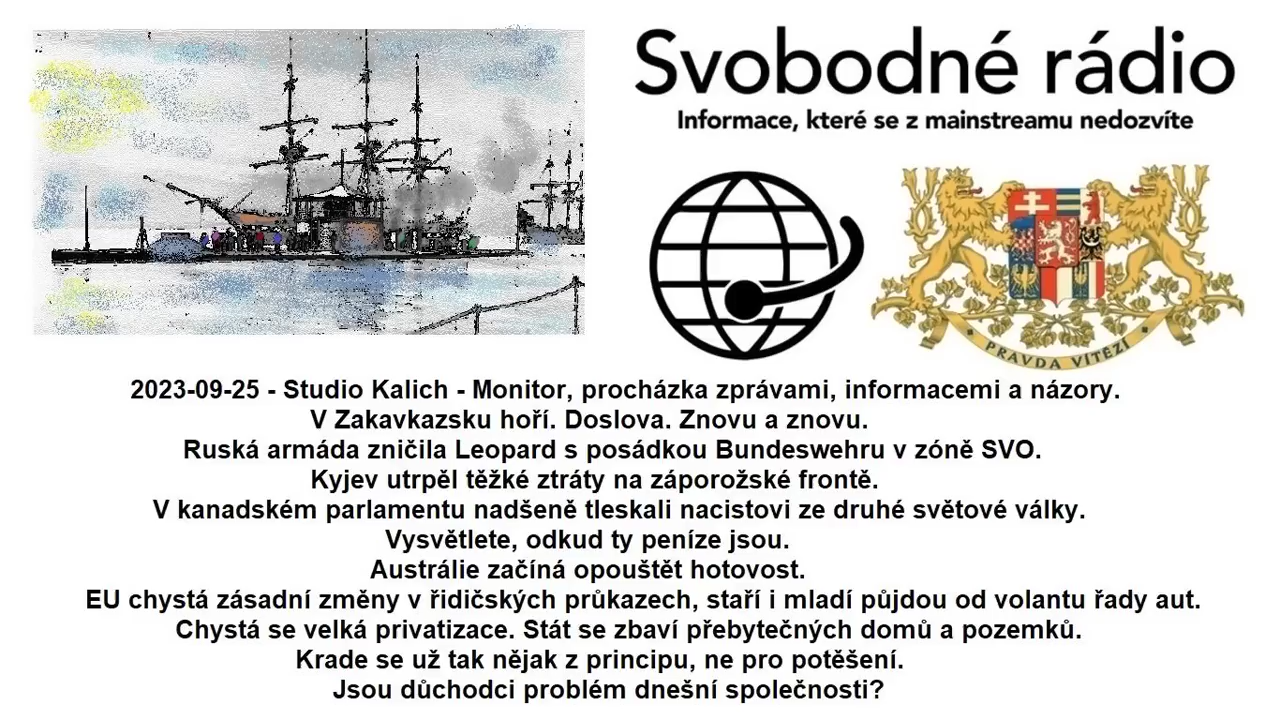 Svobodné rádio
Informace, které se z mainstreamu nedozvíte
PRAVDA VÍTĚZÍ
2023-09-25 - Studio Kalich - Monitor, procházka zprávami, informacemi a názory.
V Zakavkazsku hoří. Doslova. Znovu a znovu.
Ruská armáda zničila Leopard s posádkou Bundeswehru v zóně SVO.
Kyjev utrpěl těžké ztráty na záporožské frontě.
V kanadském parlamentu nadšeně tleskali nacistovi ze druhé světové války.
Vysvětlete, odkud ty peníze jsou.
Austrálie začíná opouštět hotovost.
EU chystá zásadní změny v řidičských průkazech, staří i mladí půjdou od volantu řady aut.
Chystá se velká privatizace. Stát se zbaví přebytečných domů a pozemků.
Krade se už tak nějak z principu, ne pro potěšení.
Jsou důchodci problém dnešní společnosti?